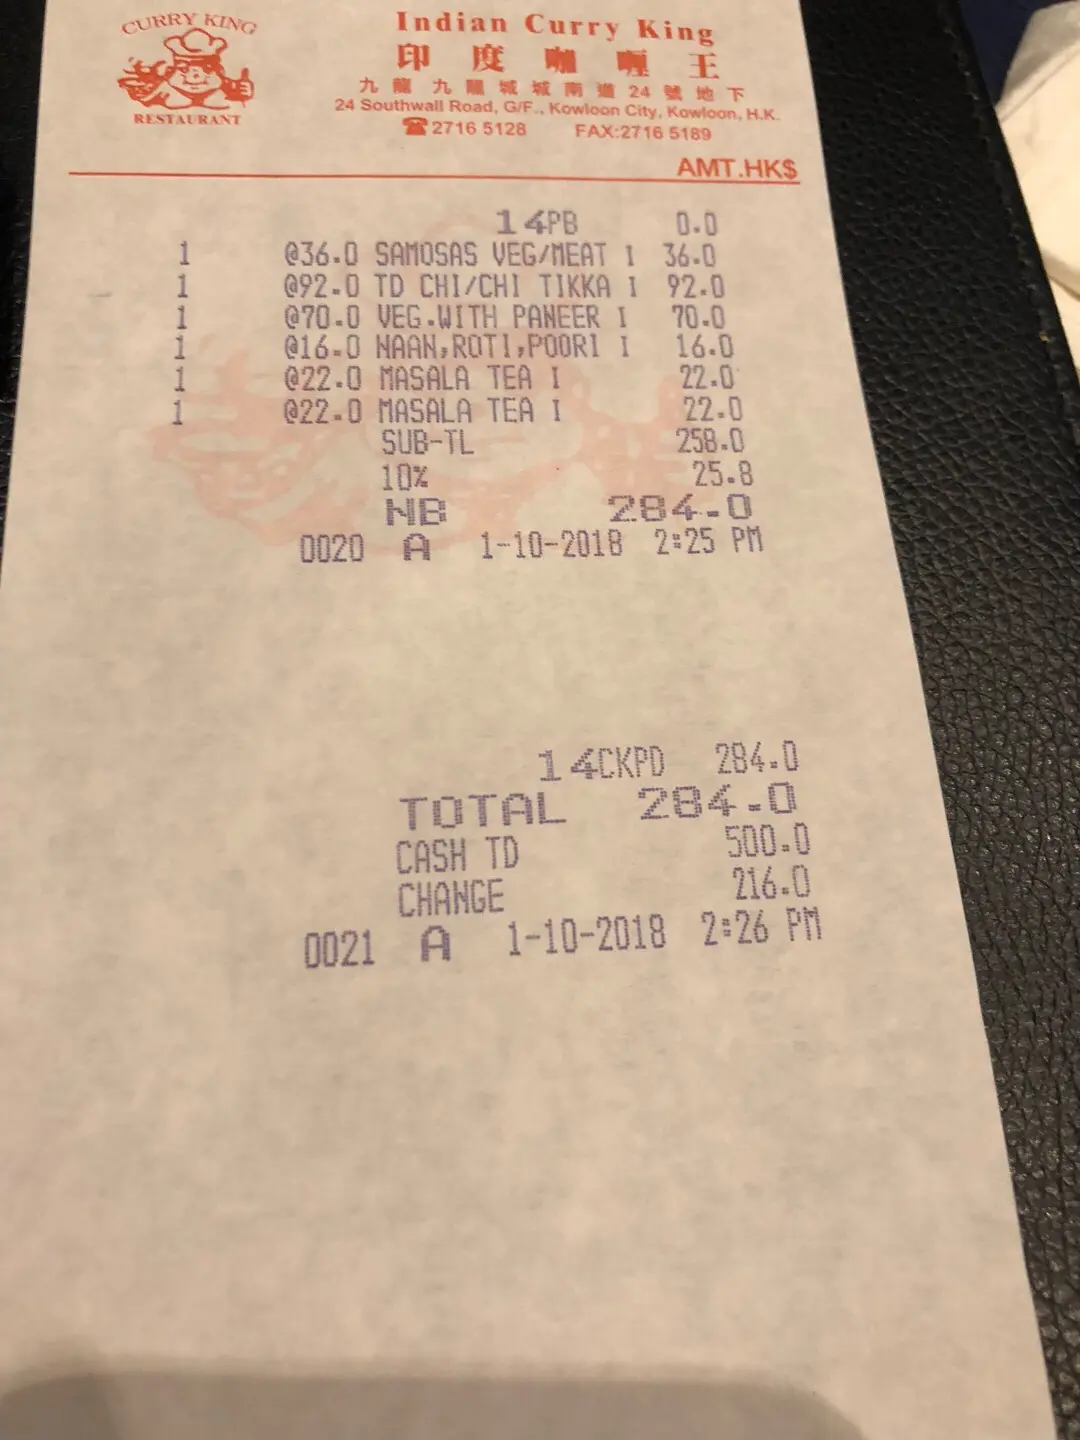 CURRY KING
RESTAURANT
Indian Curry King
印度咖喱王
九龍九龍城城南道24號地下
24 Southwall Road, G/F., Kowloon City, Kowloon, H.K.
☎2716 5128 FAX:2716 5189
AMT.HK$
14PB 0.0
1 @36.0 SAMOSAS VEG/MEAT I 36.0
1 @92.0 TD CHI/CHI TIKKA I 92.0
1 @70.0 VEG.WITH PANEER I 70.0
1 @16.0 NAAN,ROTI,POORI I 16.0
1 @22.0 MASALA TEA I 22.0
1 @22.0 MASALA TEA I 22.0
SUB-TL 258.0
10% 25.8
NB 284.0
0020 A 1-10-2018 2:25 PM
14CKPD 284.0
TOTAL 284.0
CASH TD 500.0
CHANGE 216.0
0021 A 1-10-2018 2:26 PM